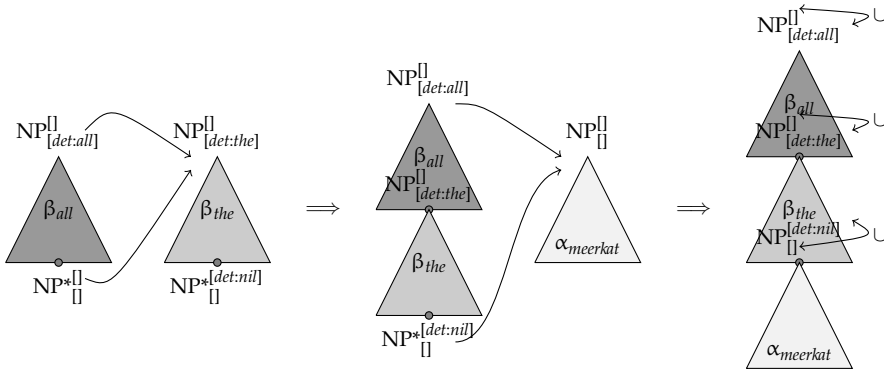 NP[][det:all]
β_all
NP*[][]
NP[][det:the]
β_the
NP*[det:nil][]
⟹
NP[][det:all]
β_all
NP[][det:the]
β_the
NP*[det:nil][]
NP[][]
α_meerkat
⟹
NP[][det:all]
∪
β_all
∪
NP[][det:the]
β_the
∪
NP[det:nil][]
α_meerkat